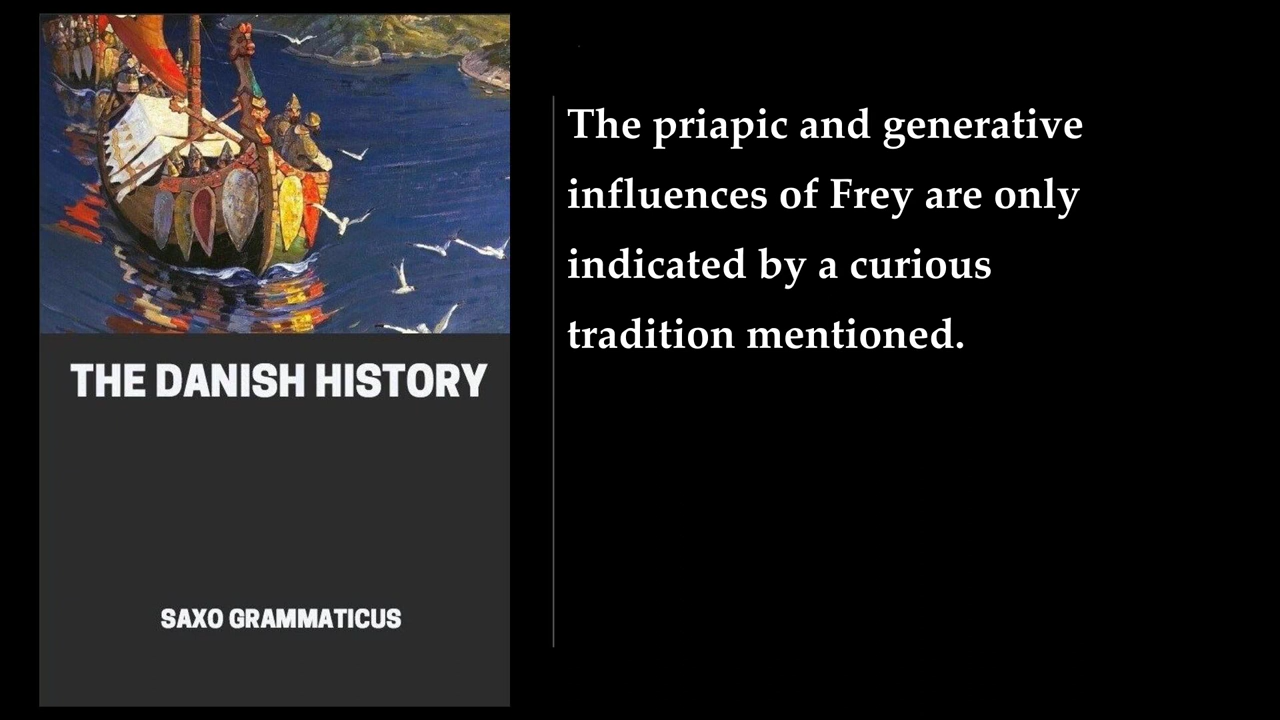 THE DANISH HISTORY
SAXO GRAMMATICUS
The priapic and generative
influences of Frey are only
indicated by a curious
tradition mentioned.